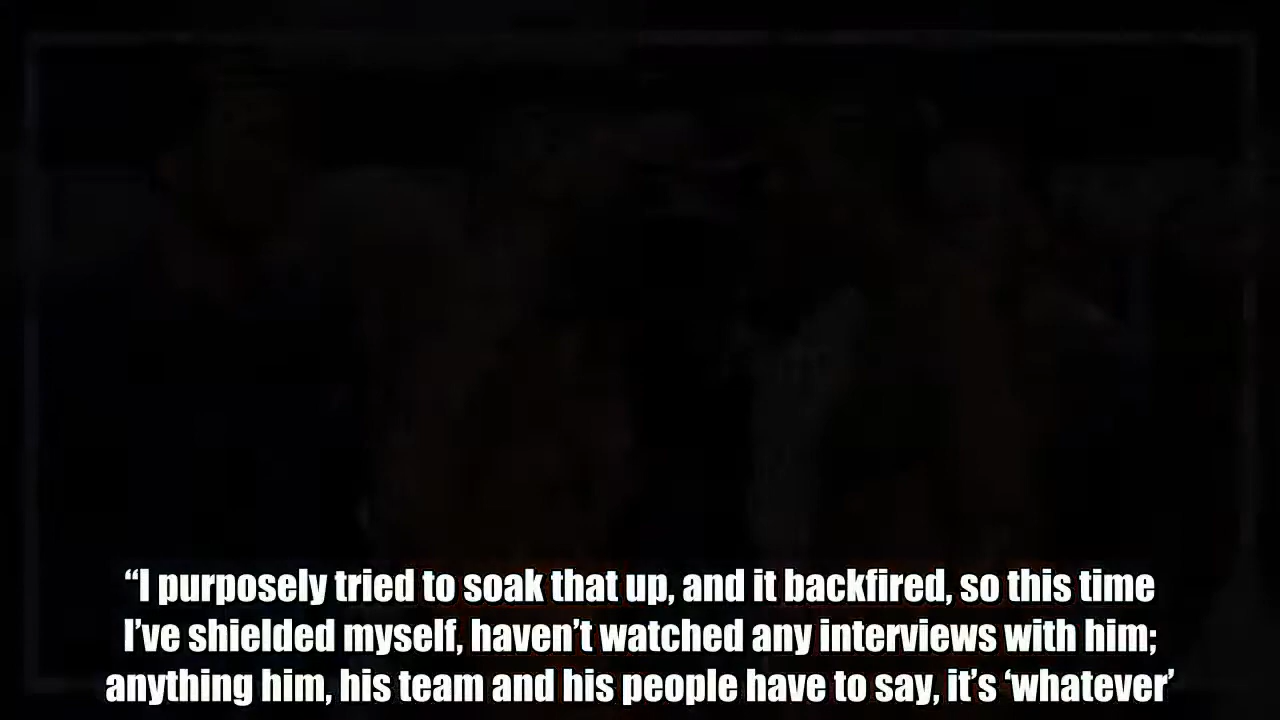 “I purposely tried to soak that up, and it backfired, so this time
I’ve shielded myself, haven’t watched any interviews with him;
anything him, his team and his people have to say, it’s ‘whatever’